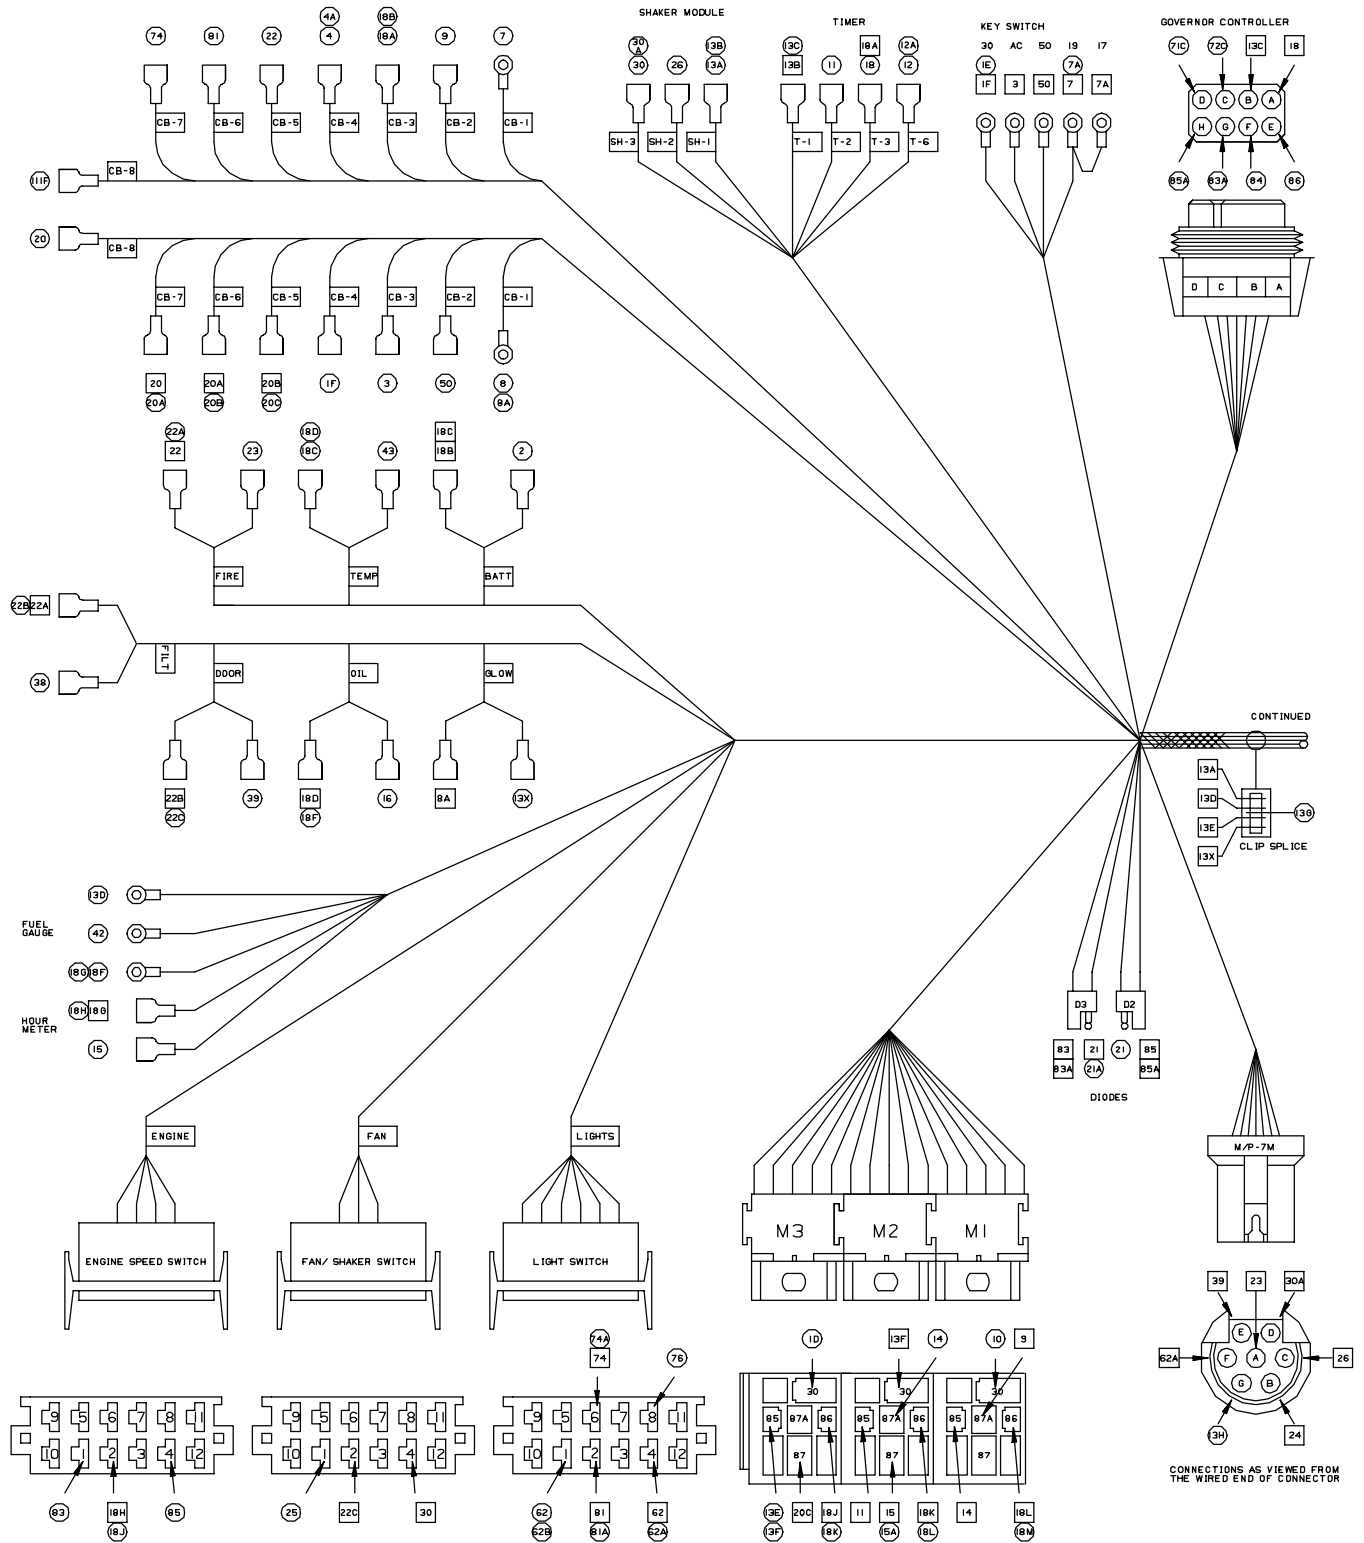 SHAKER MODULE
TIMER
KEY SWITCH
GOVERNOR CONTROLLER
4A 18B
74 81 22 4 18A 9 7
30A 26 13B
30 13A
13C 11 18A 12A
13B 18 12
30 AC 50 19 17
1E 7A
1F 3 50 7 7A
71C 72C 13C 18
D C B A
H G F E
85A 83A 84 86
CB-7 CB-6 CB-5 CB-4 CB-3 CB-2 CB-1
SH-3 SH-2 SH-1 T-1 T-2 T-3 T-6
111F CB-8
20 CB-8
D C B A
CB-7 CB-6 CB-5 CB-4 CB-3 CB-2 CB-1
20 20A 20B 1F 3 50 8
20A 20B 20C 8A
22A 18D 18C
22 23 18C 43 18B 2
FIRE TEMP BATT
22B 22A
FILT
38
DOOR OIL GLOW
22B 39 18D 16 8A 13X
22C 18F
CONTINUED
13A
13D
13G
13E
13X
CLIP SPLICE
13D
FUEL
GAUGE
42
18G 18F
18H 18G
HOUR
METER
15
D3 D2
83 21 21 85
83A 21A 85A
DIODES
ENGINE FAN LIGHTS
M/P-7M
M3 M2 M1
ENGINE SPEED SWITCH
FAN/ SHAKER SWITCH
LIGHT SWITCH
39 23 30A
E D
62A F A C 26
G B
13H 24
74A
74 76
1D 13F 14 10 9
30 30 30
9 5 6 7 8 11
10 1 2 3 4 12
9 5 6 7 8 11
10 1 2 3 4 12
9 5 6 7 8 11
10 1 2 3 4 12
85 87A 86 85 87A 86 85 87A 86
87 87 87
83 18H 85
18J
25 22C 30
62 81 62
62B 81A 62A
13E 20C 18J 11 15 18K 14 18L
13F 18K 15A 18L 18M
CONNECTIONS AS VIEWED FROM
THE WIRED END OF CONNECTOR